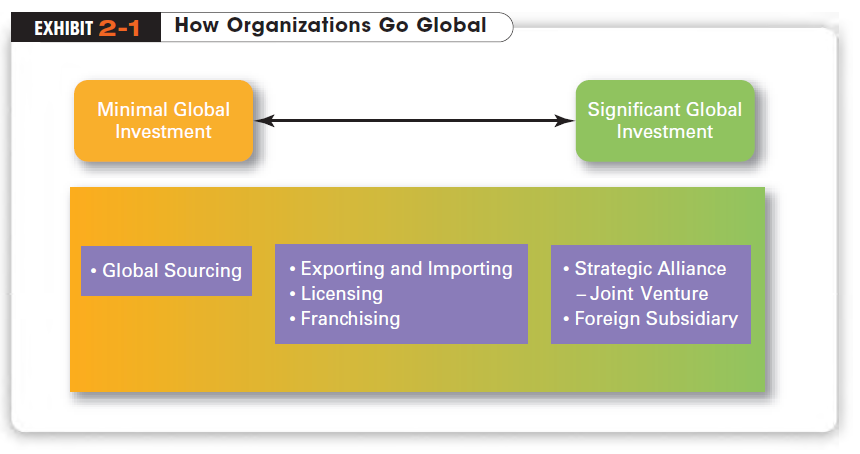 EXHIBIT 2-1 How Organizations Go Global
Minimal Global
Investment
Significant Global
Investment
• Global Sourcing
• Exporting and Importing
• Licensing
• Franchising
• Strategic Alliance
– Joint Venture
• Foreign Subsidiary